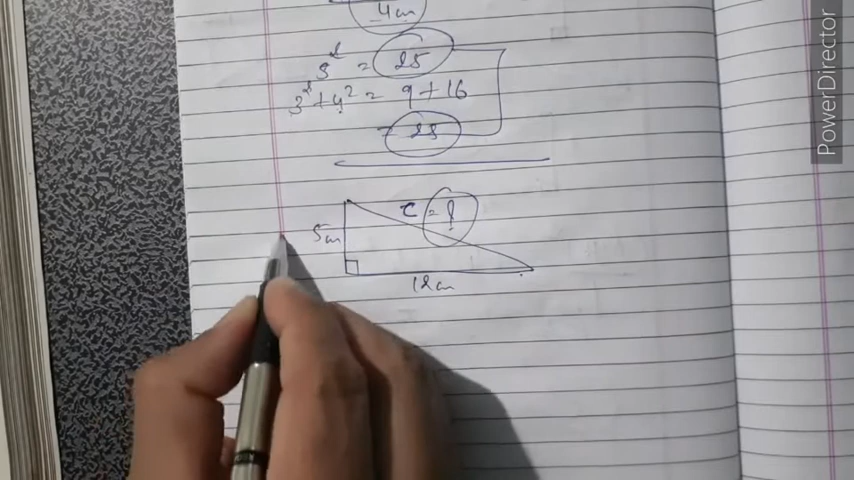 4cm
5² = 25
3² + 4² = 9 + 16
= 25
c = ?
5cm
12cm
PowerDirector